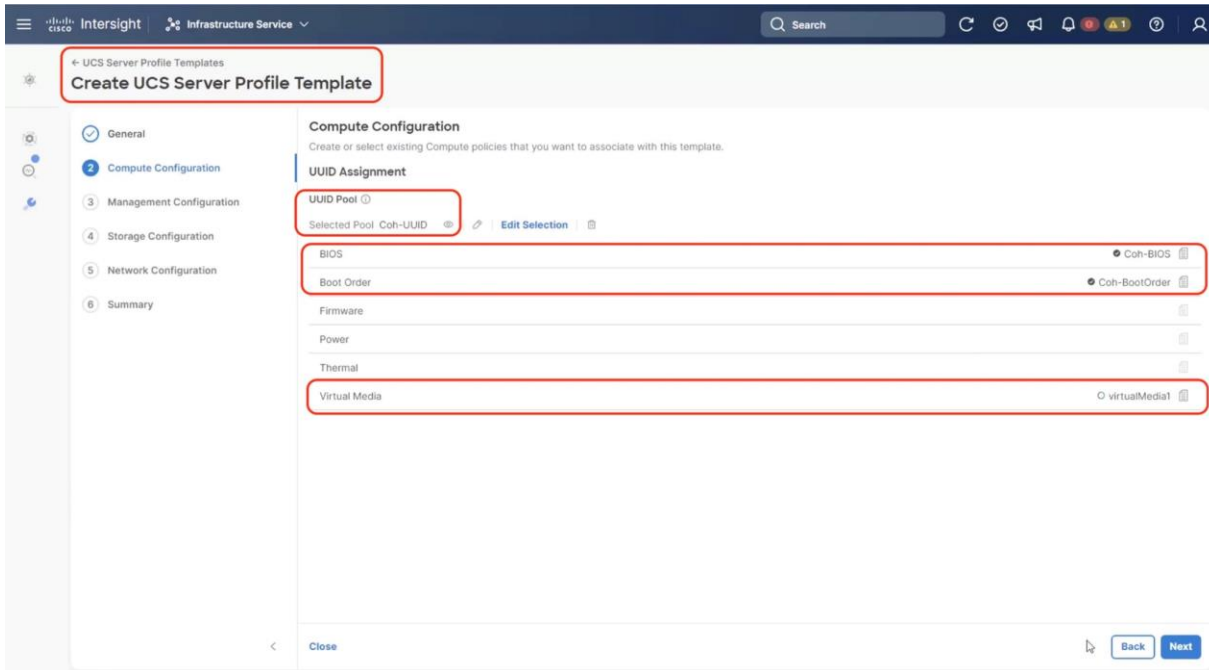 cisco Intersight Infrastructure Service Search 0 1
← UCS Server Profile Templates
Create UCS Server Profile Template
General
2 Compute Configuration
3 Management Configuration
4 Storage Configuration
5 Network Configuration
6 Summary
Compute Configuration
Create or select existing Compute policies that you want to associate with this template.
UUID Assignment
UUID Pool
Selected Pool Coh-UUID Edit Selection
BIOS Coh-BIOS
Boot Order Coh-BootOrder
Firmware
Power
Thermal
Virtual Media virtualMedia1
Close Back Next